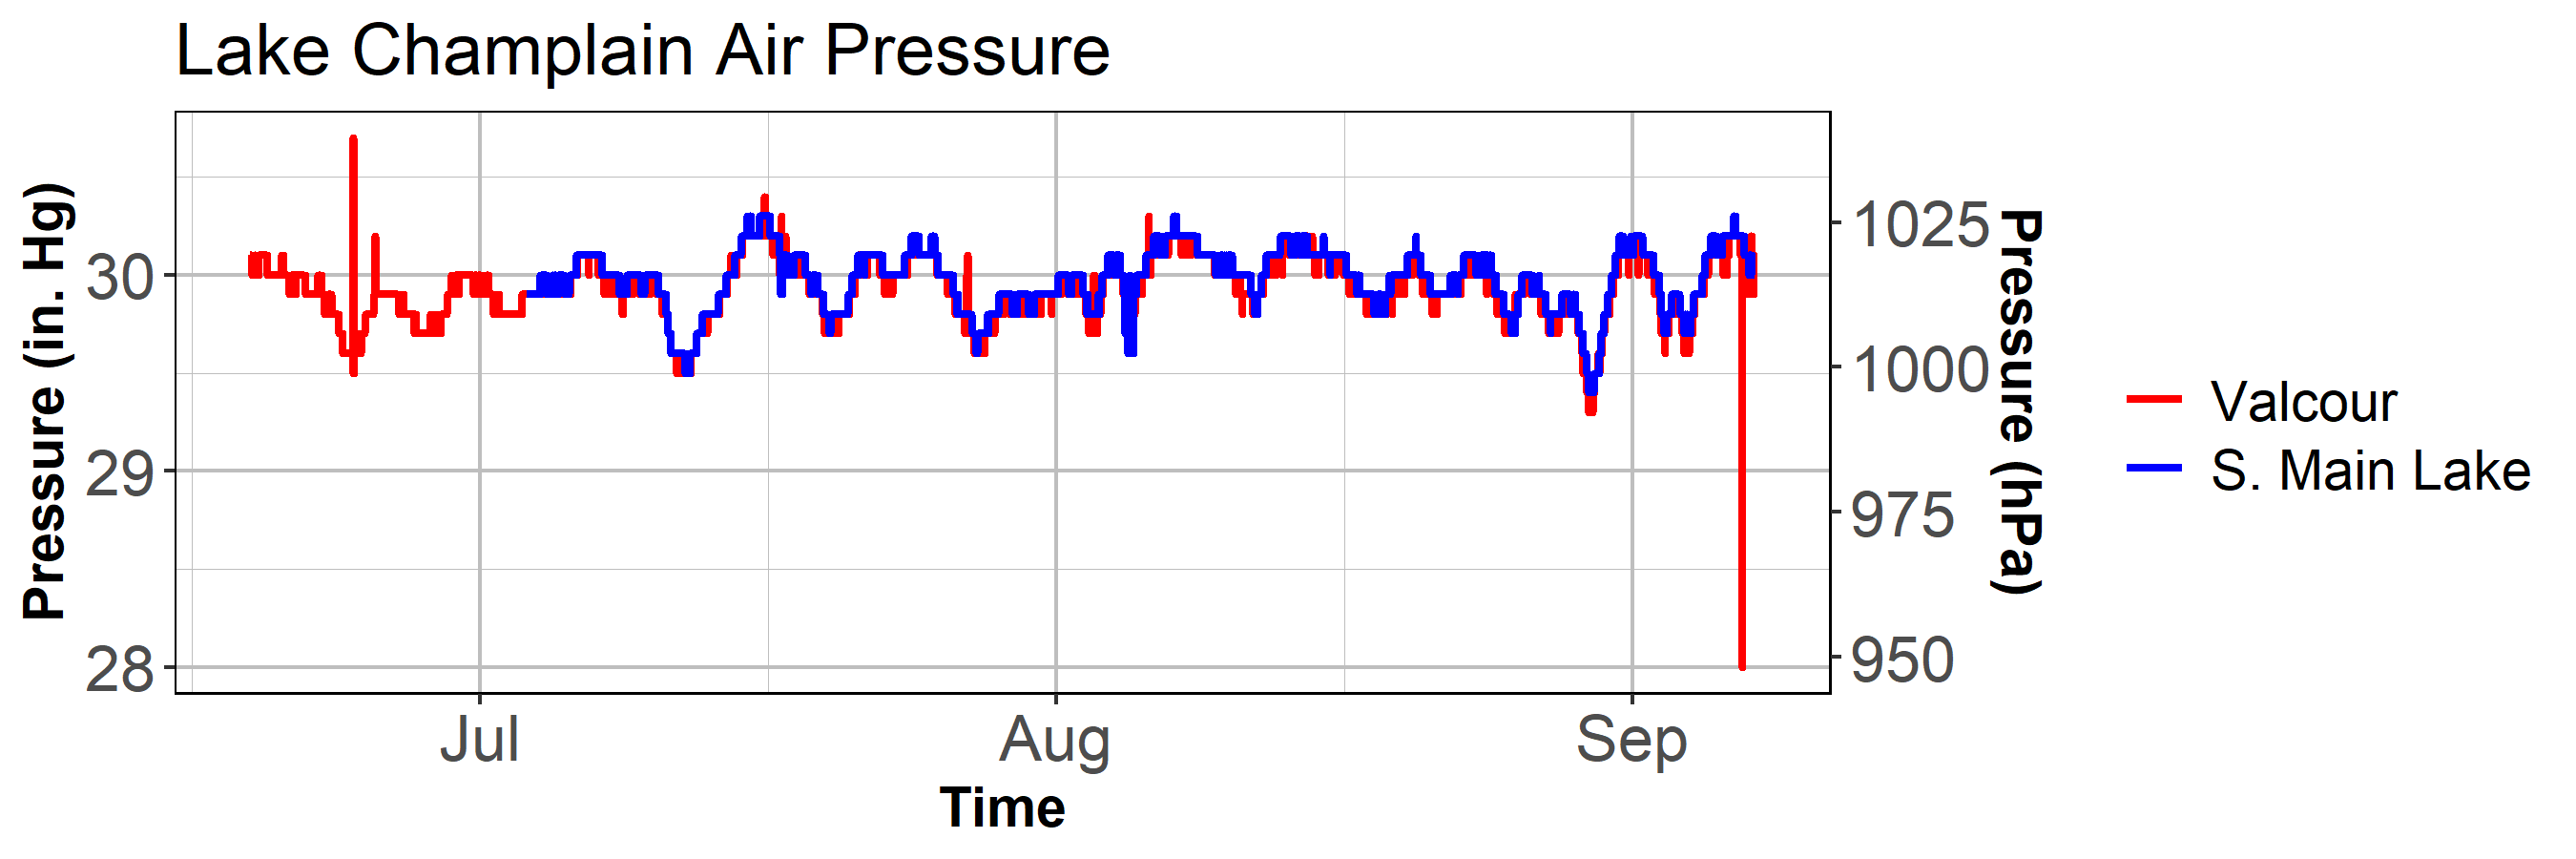 Lake Champlain Air Pressure
Pressure (in. Hg)
30
29
28
1025
1000
975
950
Pressure (hPa)
Valcour
S. Main Lake
Jul
Aug
Sep
Time